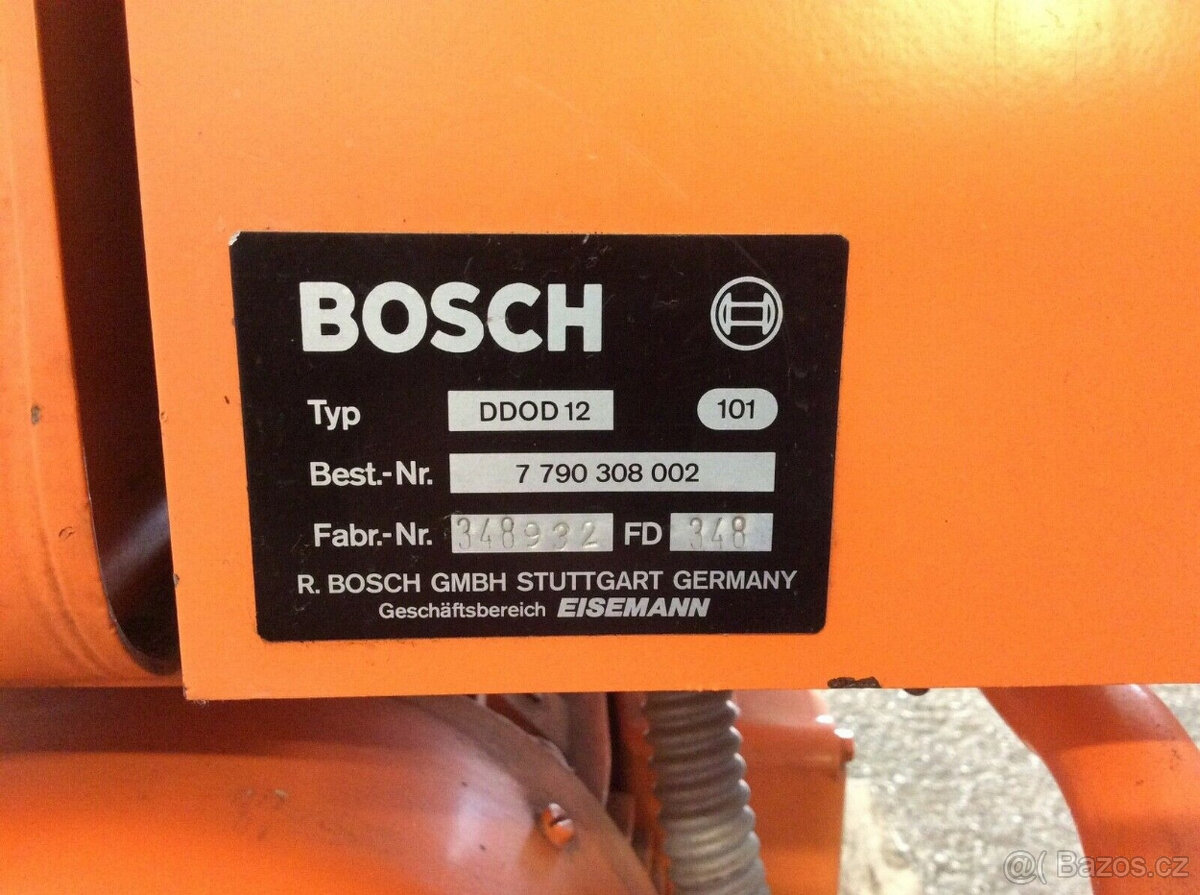 BOSCH
Typ DDOD 12 101
Best.-Nr. 7 790 308 002
Fabr.-Nr. 348932 FD 348
R. BOSCH GMBH STUTTGART GERMANY
Geschäftsbereich EISEMANN
@( Bazos.cz